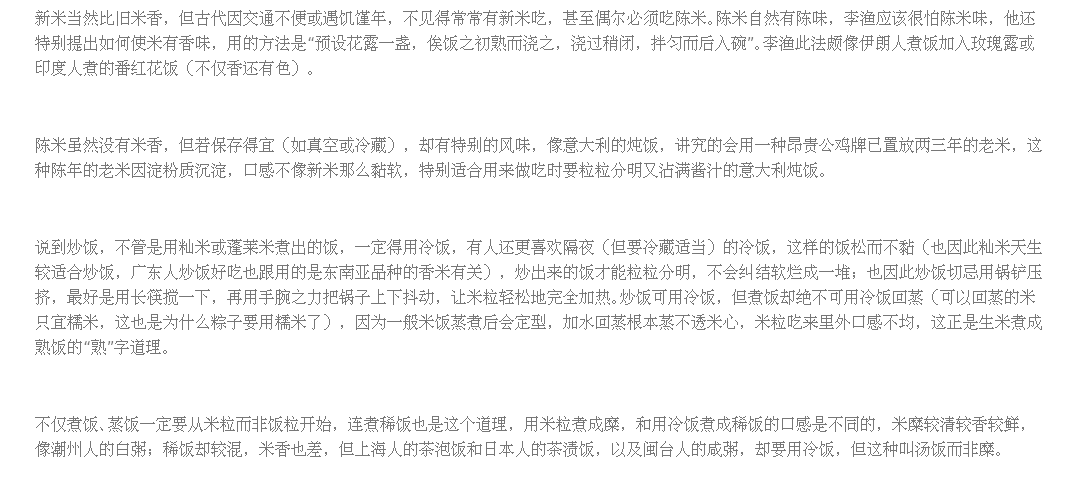 新米当然比旧米香，但古代因交通不便或遇饥馑年，不见得常常有新米吃，甚至偶尔必须吃陈米。陈米自然有陈味，李渔应该很怕陈米味，他还
特别提出如何使米有香味，用的方法是“预设花露一盏，俟饭之初熟而浇之，浇过稍闭，拌匀而后入碗”。李渔此法颇像伊朗人煮饭加入玫瑰露或
印度人煮的番红花饭（不仅香还有色）。
陈米虽然没有米香，但若保存得宜（如真空或冷藏），却有特别的风味，像意大利的炖饭，讲究的会用一种昂贵公鸡牌已置放两三年的老米，这
种陈年的老米因淀粉质沉淀，口感不像新米那么黏软，特别适合用来做吃时要粒粒分明又沾满酱汁的意大利炖饭。
说到炒饭，不管是用籼米或蓬莱米煮出的饭，一定得用冷饭，有人还更喜欢隔夜（但要冷藏适当）的冷饭，这样的饭松而不黏（也因此籼米天生
较适合炒饭，广东人炒饭好吃也跟用的是东南亚品种的香米有关），炒出来的饭才能粒粒分明，不会纠结软烂成一堆；也因此炒饭切忌用锅铲压
挤，最好是用长筷搅一下，再用手腕之力把锅子上下抖动，让米粒轻松地完全加热。炒饭可用冷饭，但煮饭却绝不可用冷饭回蒸（可以回蒸的米
只宜糯米，这也是为什么粽子要用糯米了），因为一般米饭蒸煮后会定型，加水回蒸根本蒸不透米心，米粒吃来里外口感不均，这正是生米煮成
熟饭的“熟”字道理。
不仅煮饭、蒸饭一定要从米粒而非饭粒开始，连煮稀饭也是这个道理，用米粒煮成糜，和用冷饭煮成稀饭的口感是不同的，米糜较清较香较鲜，
像潮州人的白粥；稀饭却较混，米香也差，但上海人的茶泡饭和日本人的茶渍饭，以及闽台人的咸粥，却要用冷饭，但这种叫汤饭而非糜。